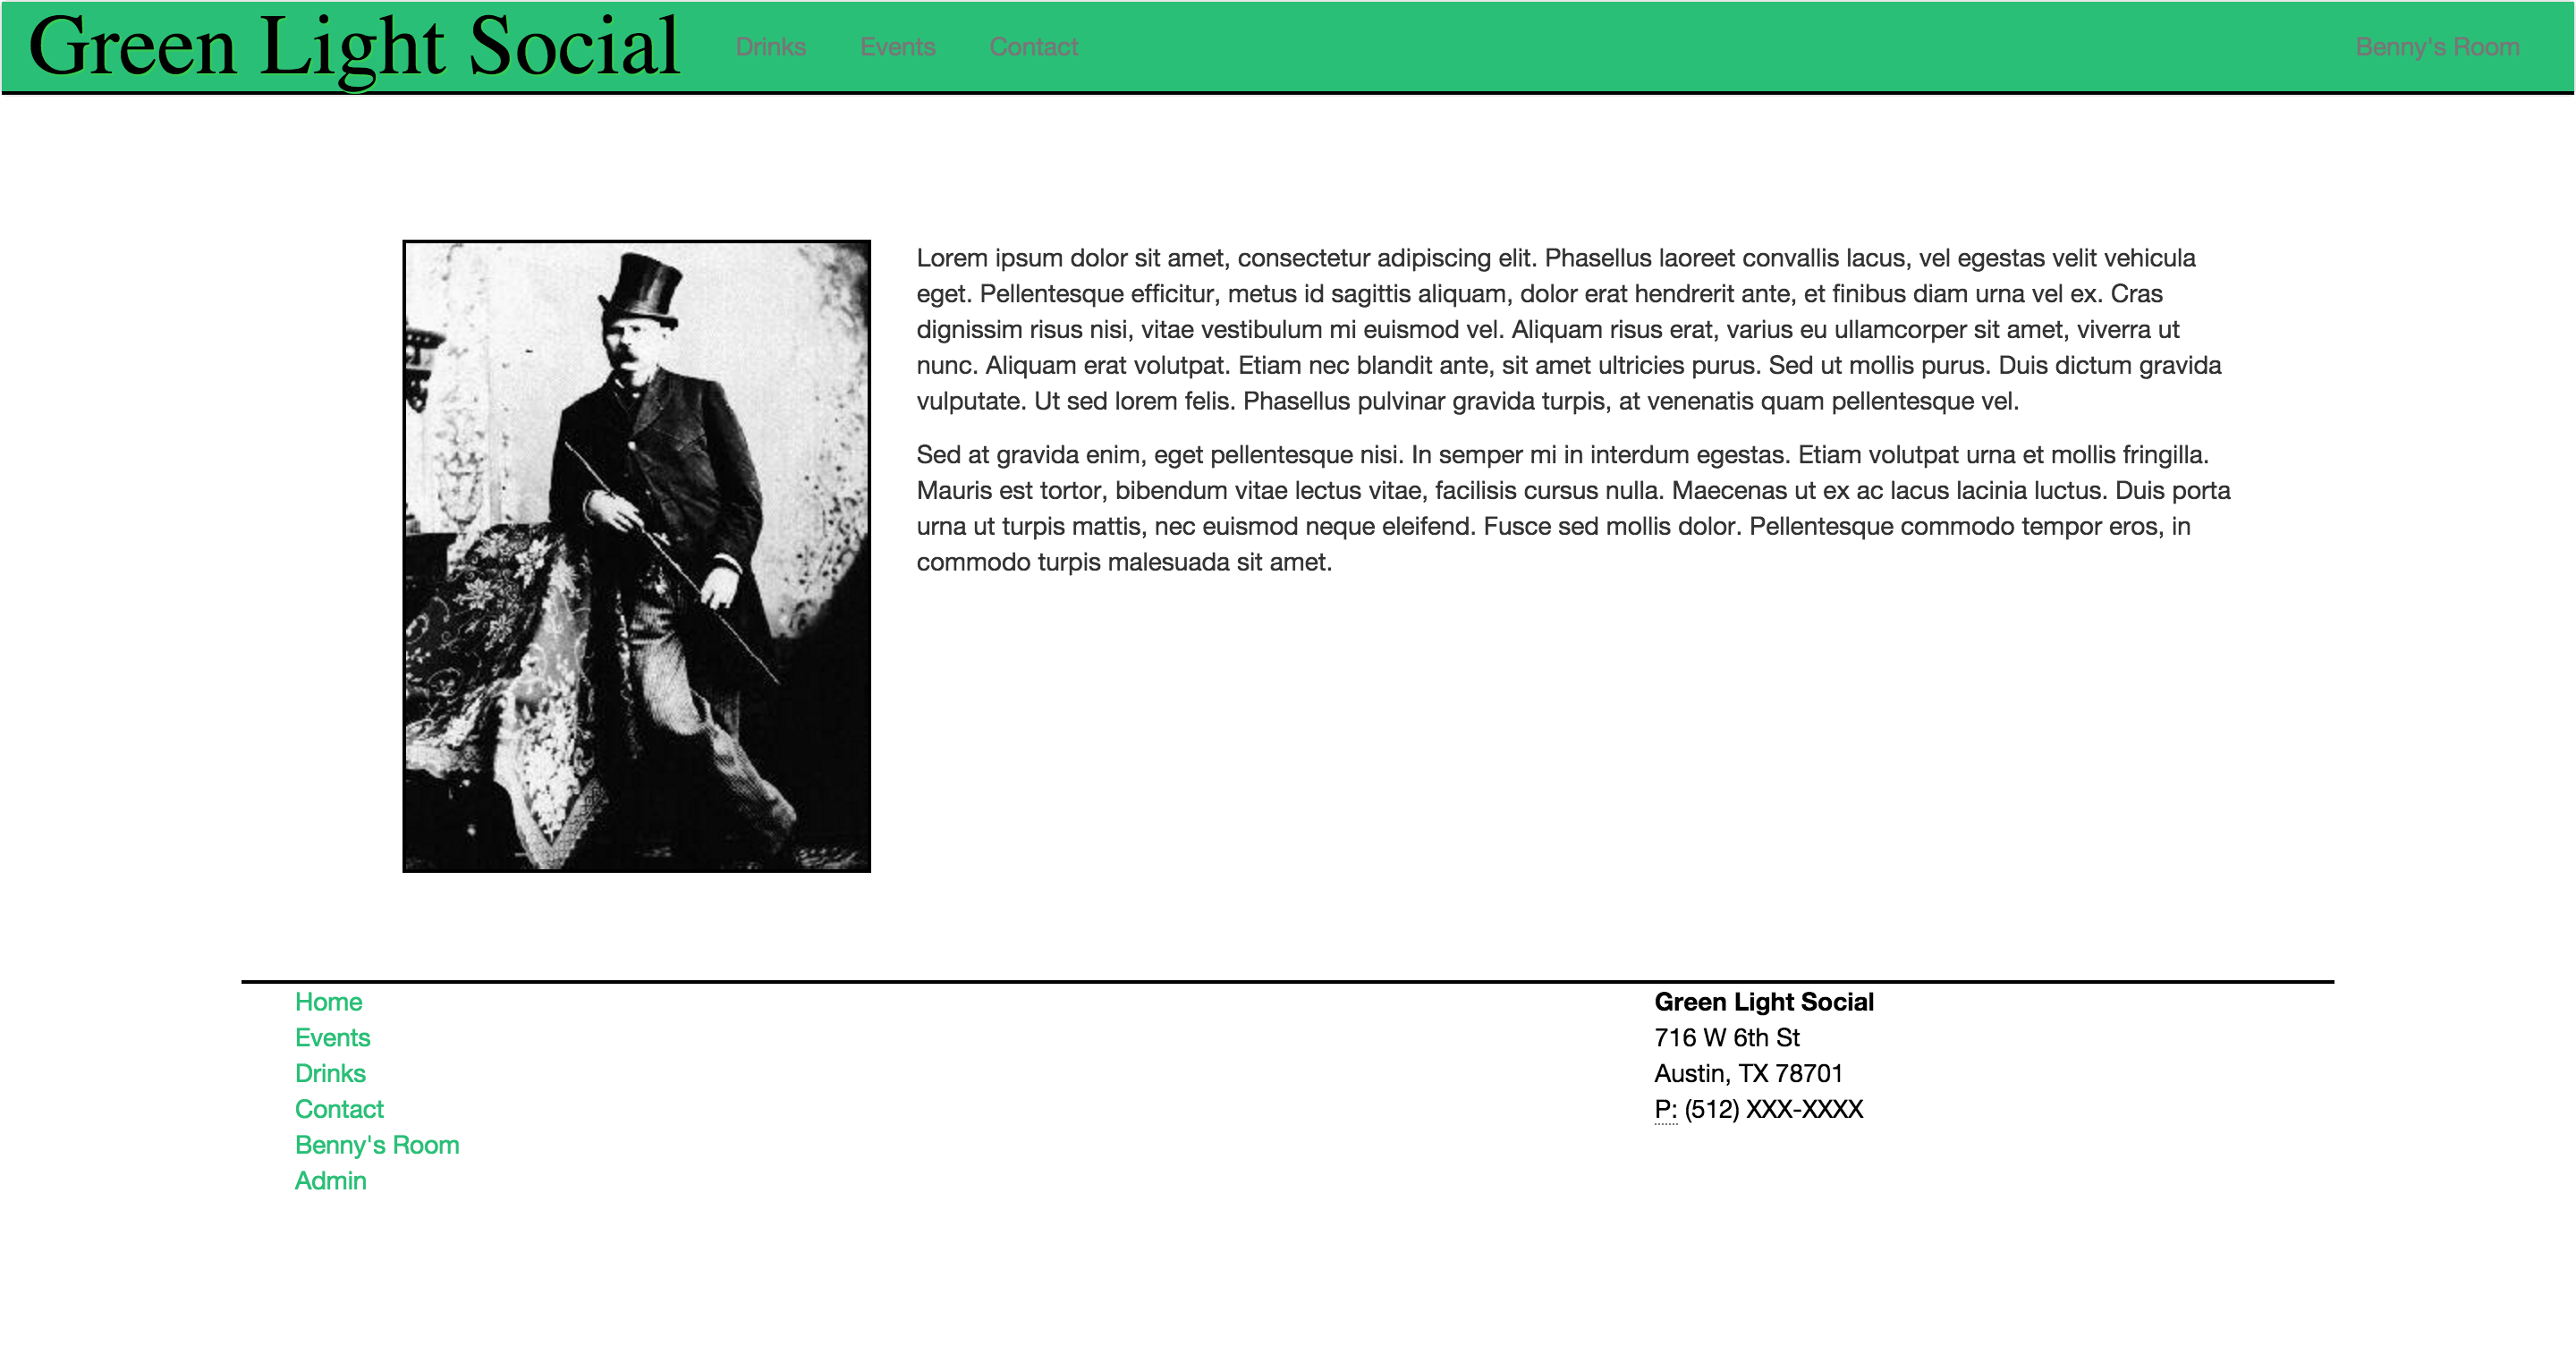 Green Light Social
Drinks
Events
Contact
Benny's Room
Lorem ipsum dolor sit amet, consectetur adipiscing elit. Phasellus laoreet convallis lacus, vel egestas velit vehicula
eget. Pellentesque efficitur, metus id sagittis aliquam, dolor erat hendrerit ante, et finibus diam urna vel ex. Cras
dignissim risus nisi, vitae vestibulum mi euismod vel. Aliquam risus erat, varius eu ullamcorper sit amet, viverra ut
nunc. Aliquam erat volutpat. Etiam nec blandit ante, sit amet ultricies purus. Sed ut mollis purus. Duis dictum gravida
vulputate. Ut sed lorem felis. Phasellus pulvinar gravida turpis, at venenatis quam pellentesque vel.
Sed at gravida enim, eget pellentesque nisi. In semper mi in interdum egestas. Etiam volutpat urna et mollis fringilla.
Mauris est tortor, bibendum vitae lectus vitae, facilisis cursus nulla. Maecenas ut ex ac lacus lacinia luctus. Duis porta
urna ut turpis mattis, nec euismod neque eleifend. Fusce sed mollis dolor. Pellentesque commodo tempor eros, in
commodo turpis malesuada sit amet.
Home
Events
Drinks
Contact
Benny's Room
Admin
Green Light Social
716 W 6th St
Austin, TX 78701
P: (512) XXX-XXXX